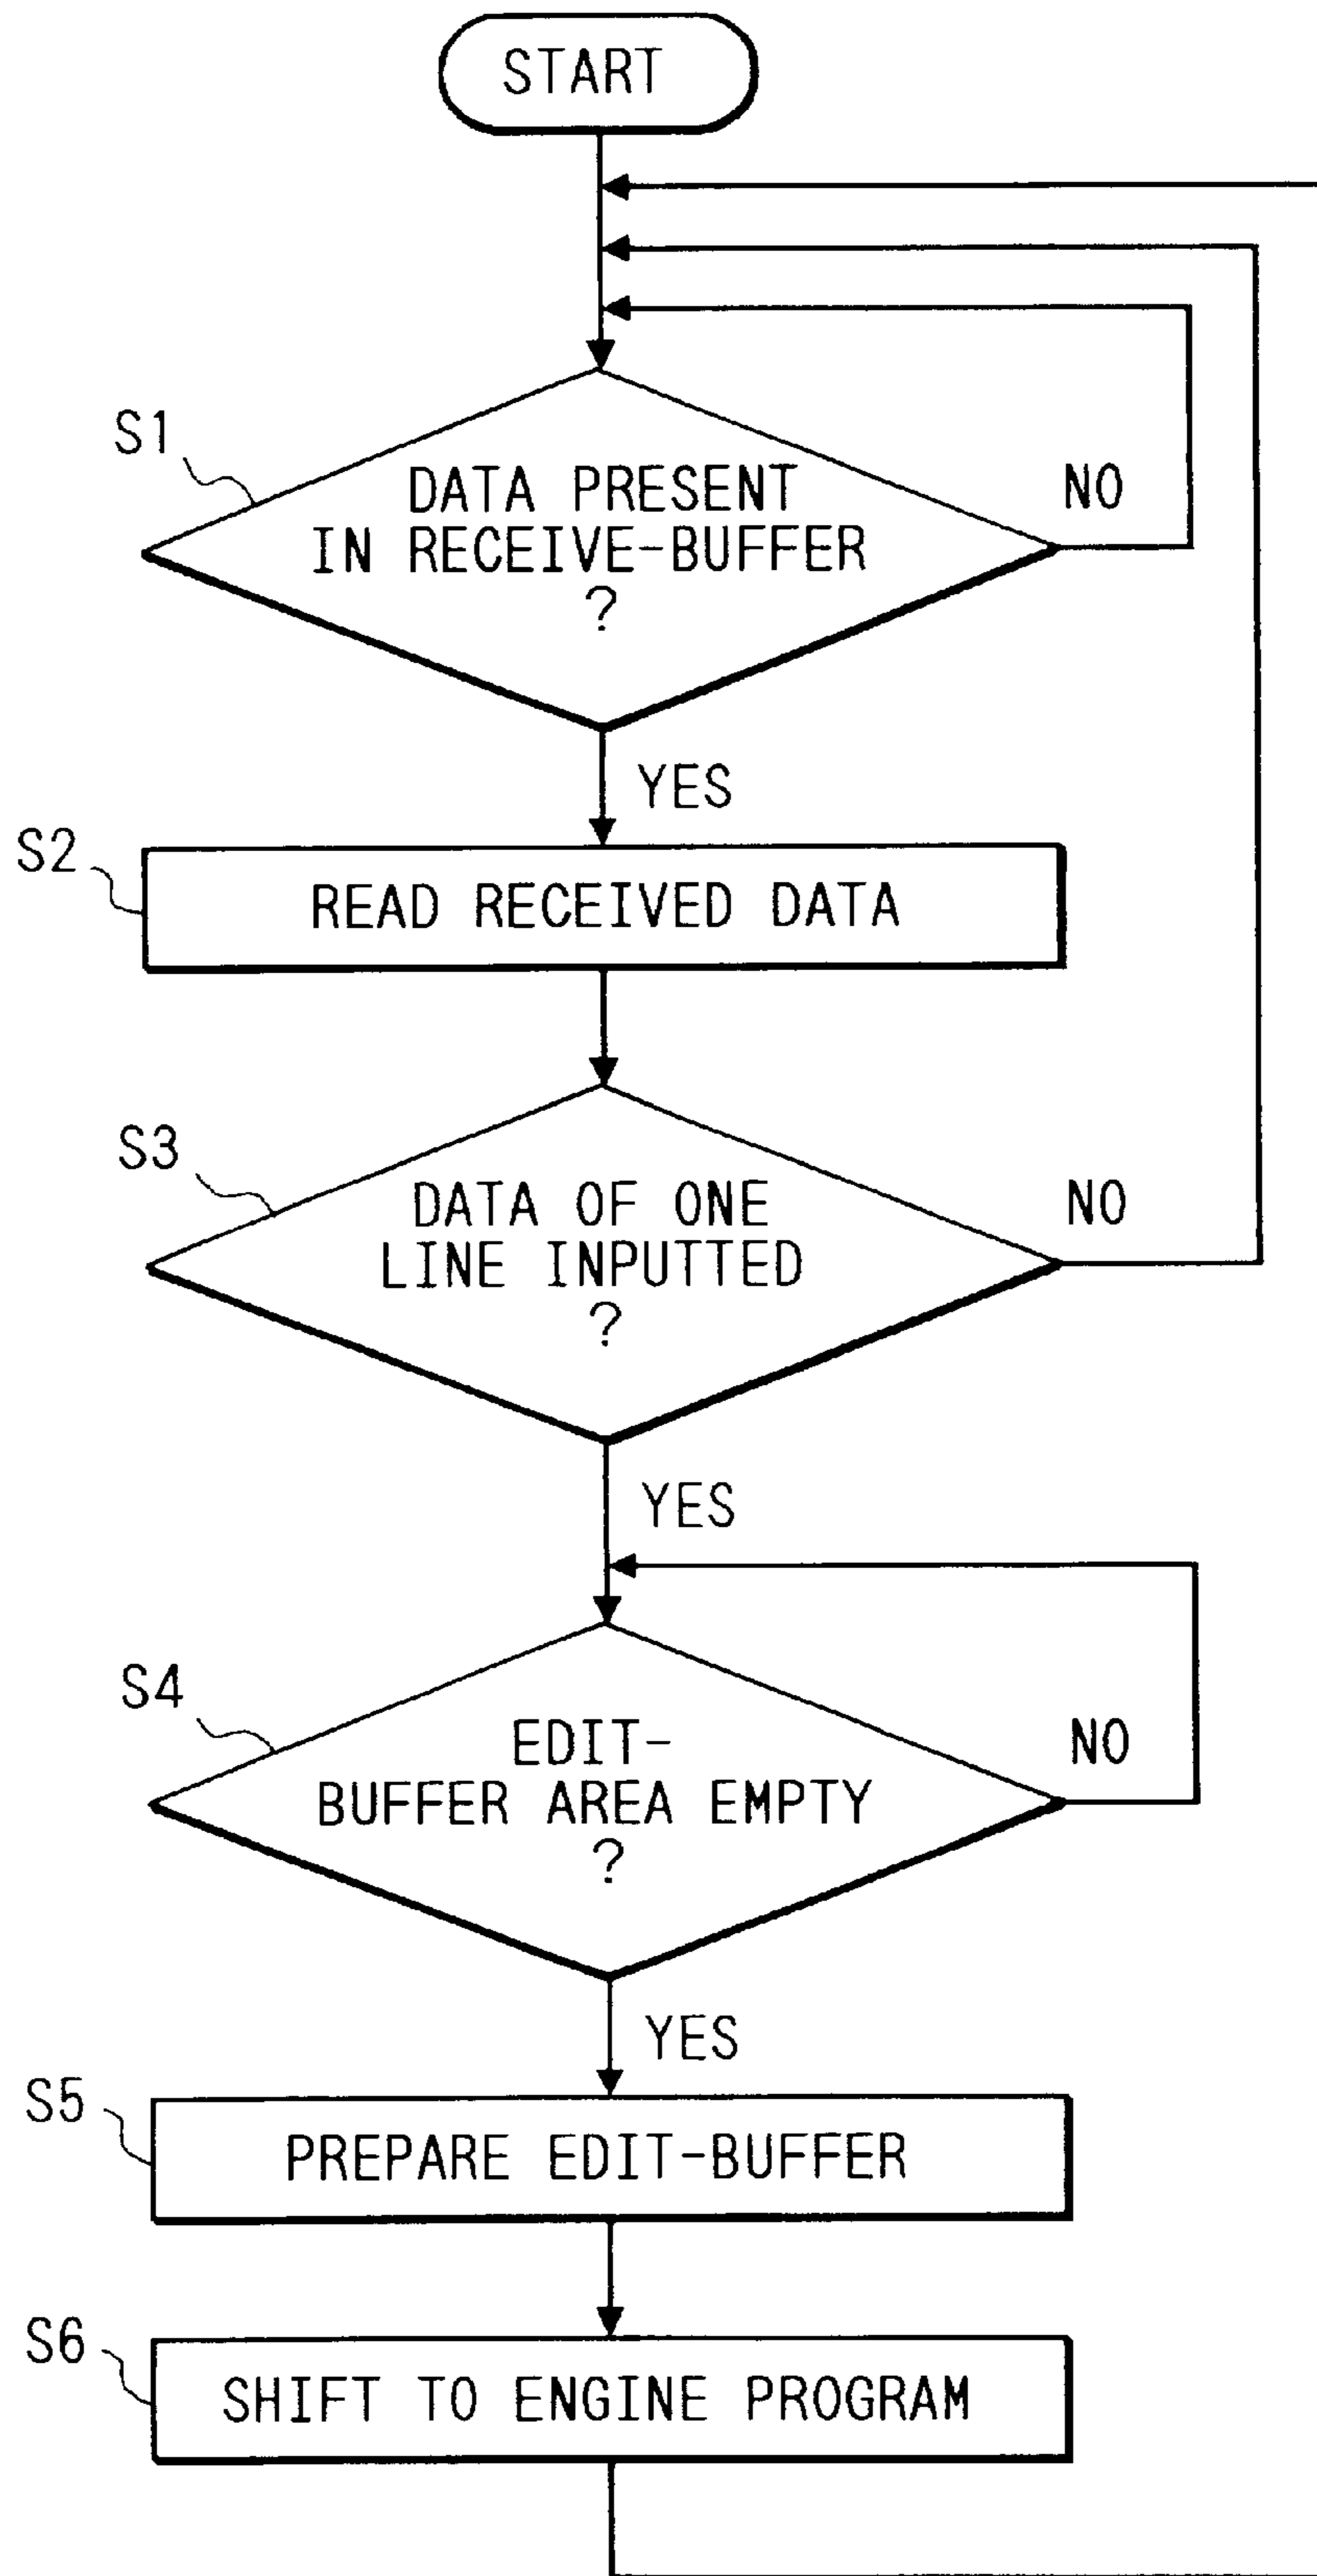 START
S1
DATA PRESENT
IN RECEIVE-BUFFER
?
NO
YES
S2
READ RECEIVED DATA
S3
DATA OF ONE
LINE INPUTTED
?
NO
YES
S4
EDIT-
BUFFER AREA EMPTY
?
NO
YES
S5
PREPARE EDIT-BUFFER
S6
SHIFT TO ENGINE PROGRAM